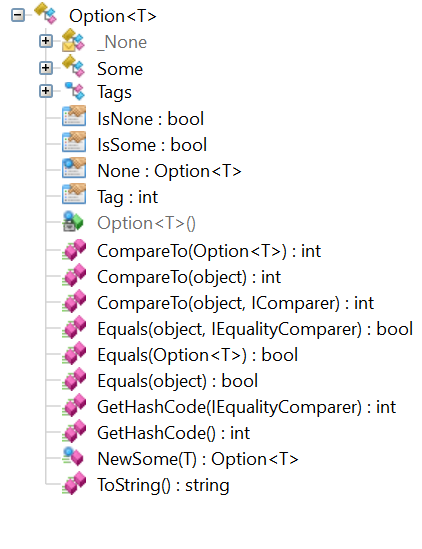 Option<T>
_None
Some
Tags
IsNone : bool
IsSome : bool
None : Option<T>
Tag : int
Option<T>()
CompareTo(Option<T>) : int
CompareTo(object) : int
CompareTo(object, IComparer) : int
Equals(object, IEqualityComparer) : bool
Equals(Option<T>) : bool
Equals(object) : bool
GetHashCode(IEqualityComparer) : int
GetHashCode() : int
NewSome(T) : Option<T>
ToString() : string